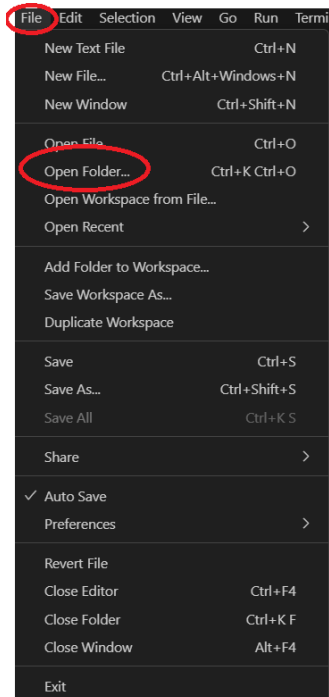 File Edit Selection View Go Run Termi
New Text File Ctrl+N
New File... Ctrl+Alt+Windows+N
New Window Ctrl+Shift+N
Open File... Ctrl+O
Open Folder... Ctrl+K Ctrl+O
Open Workspace from File...
Open Recent
Add Folder to Workspace...
Save Workspace As...
Duplicate Workspace
Save Ctrl+S
Save As... Ctrl+Shift+S
Save All Ctrl+K S
Share
Auto Save
Preferences
Revert File
Close Editor Ctrl+F4
Close Folder Ctrl+K F
Close Window Alt+F4
Exit